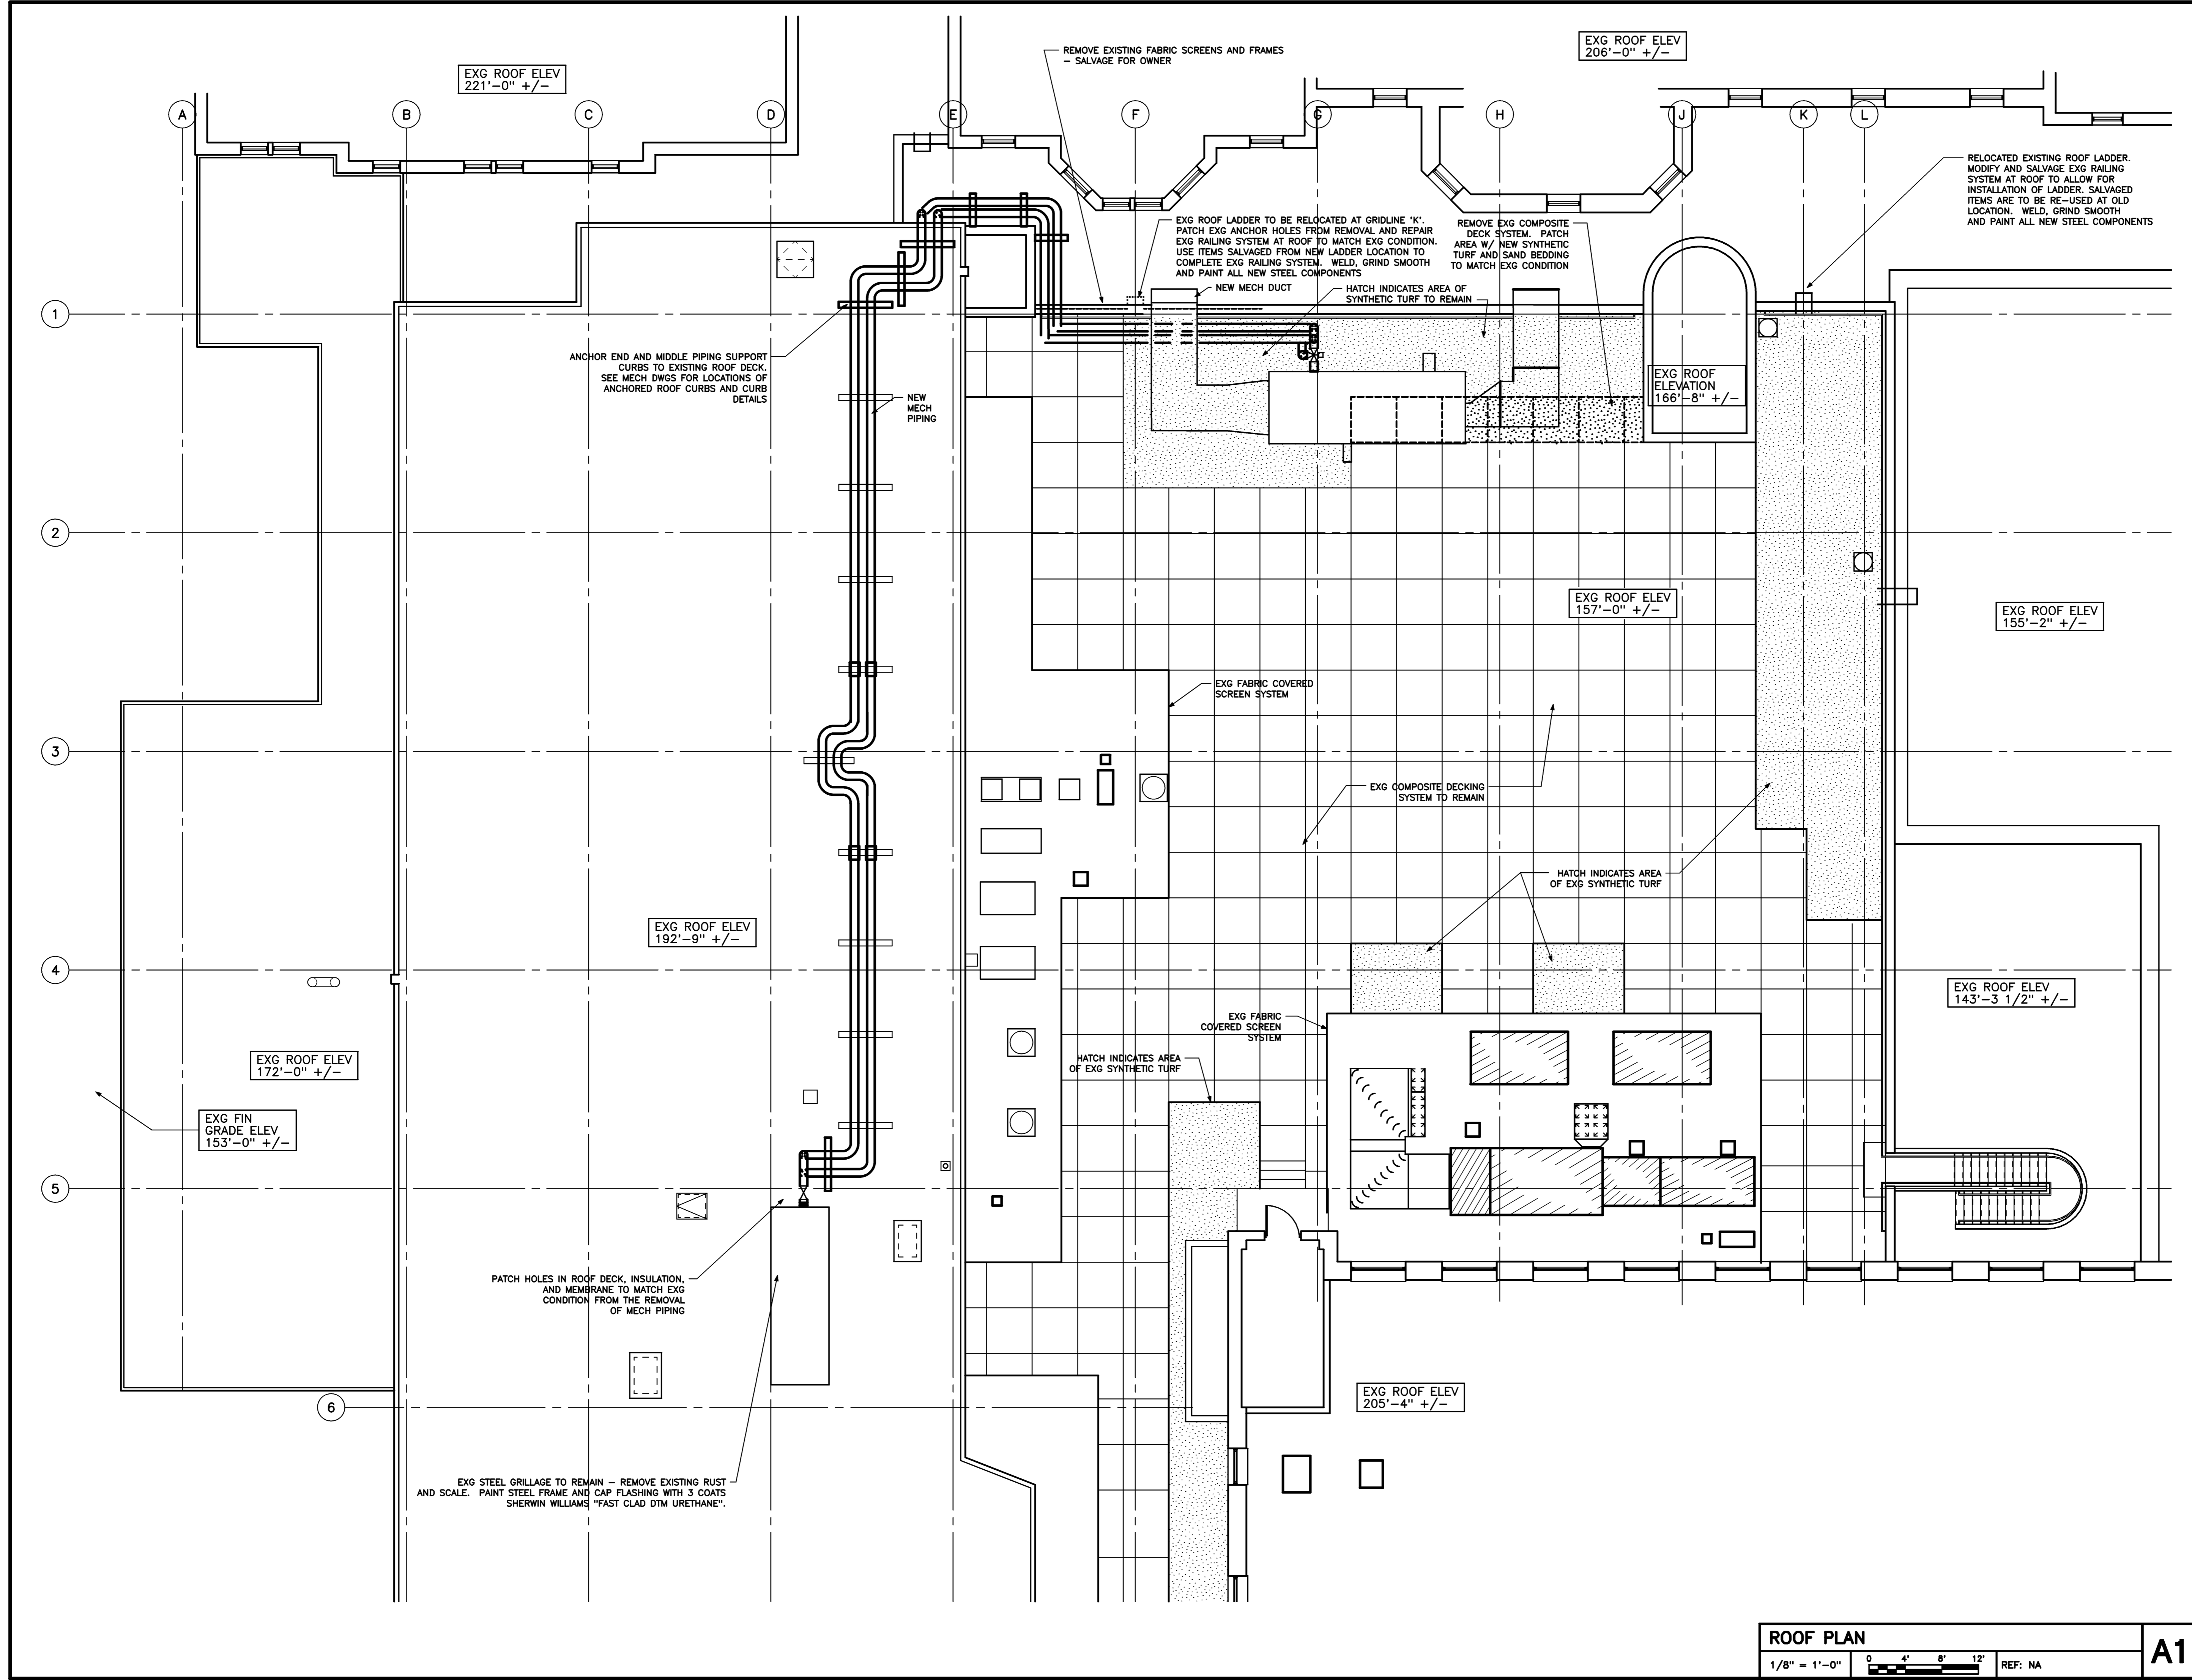 EXG ROOF ELEV
221'-0" +/-
REMOVE EXISTING FABRIC SCREENS AND FRAMES
- SALVAGE FOR OWNER
EXG ROOF ELEV
206'-0" +/-
A
B
C
D
E
F
G
H
J
K
L
RELOCATED EXISTING ROOF LADDER.
MODIFY AND SALVAGE EXG RAILING
SYSTEM AT ROOF TO ALLOW FOR
INSTALLATION OF LADDER. SALVAGED
ITEMS ARE TO BE RE-USED AT OLD
LOCATION. WELD, GRIND SMOOTH
AND PAINT ALL NEW STEEL COMPONENTS
EXG ROOF LADDER TO BE RELOCATED AT GRIDLINE 'K'.
PATCH EXG ANCHOR HOLES FROM REMOVAL AND REPAIR
EXG RAILING SYSTEM AT ROOF TO MATCH EXG CONDITION.
USE ITEMS SALVAGED FROM NEW LADDER LOCATION TO
COMPLETE EXG RAILING SYSTEM. WELD, GRIND SMOOTH
AND PAINT ALL NEW STEEL COMPONENTS
REMOVE EXG COMPOSITE
DECK SYSTEM. PATCH
AREA W/ NEW SYNTHETIC
TURF AND SAND BEDDING
TO MATCH EXG CONDITION
NEW MECH DUCT
HATCH INDICATES AREA OF
SYNTHETIC TURF TO REMAIN
1
ANCHOR END AND MIDDLE PIPING SUPPORT
CURBS TO EXISTING ROOF DECK.
SEE MECH DWGS FOR LOCATIONS OF
ANCHORED ROOF CURBS AND CURB
DETAILS
NEW
MECH
PIPING
EXG ROOF
ELEVATION
166'-8" +/-
2
EXG ROOF ELEV
157'-0" +/-
EXG ROOF ELEV
155'-2" +/-
EXG FABRIC COVERED
SCREEN SYSTEM
3
EXG COMPOSITE DECKING
SYSTEM TO REMAIN
HATCH INDICATES AREA
OF EXG SYNTHETIC TURF
EXG ROOF ELEV
192'-9" +/-
4
EXG ROOF ELEV
143'-3 1/2" +/-
EXG FABRIC
COVERED SCREEN
SYSTEM
EXG ROOF ELEV
172'-0" +/-
HATCH INDICATES AREA
OF EXG SYNTHETIC TURF
EXG FIN
GRADE ELEV
153'-0" +/-
5
PATCH HOLES IN ROOF DECK, INSULATION,
AND MEMBRANE TO MATCH EXG
CONDITION FROM THE REMOVAL
OF MECH PIPING
EXG ROOF ELEV
205'-4" +/-
6
EXG STEEL GRILLAGE TO REMAIN - REMOVE EXISTING RUST
AND SCALE. PAINT STEEL FRAME AND CAP FLASHING WITH 3 COATS
SHERWIN WILLIAMS "FAST CLAD DTM URETHANE".
ROOF PLAN
A1
1/8" = 1'-0"
0 4' 8' 12'
REF: NA